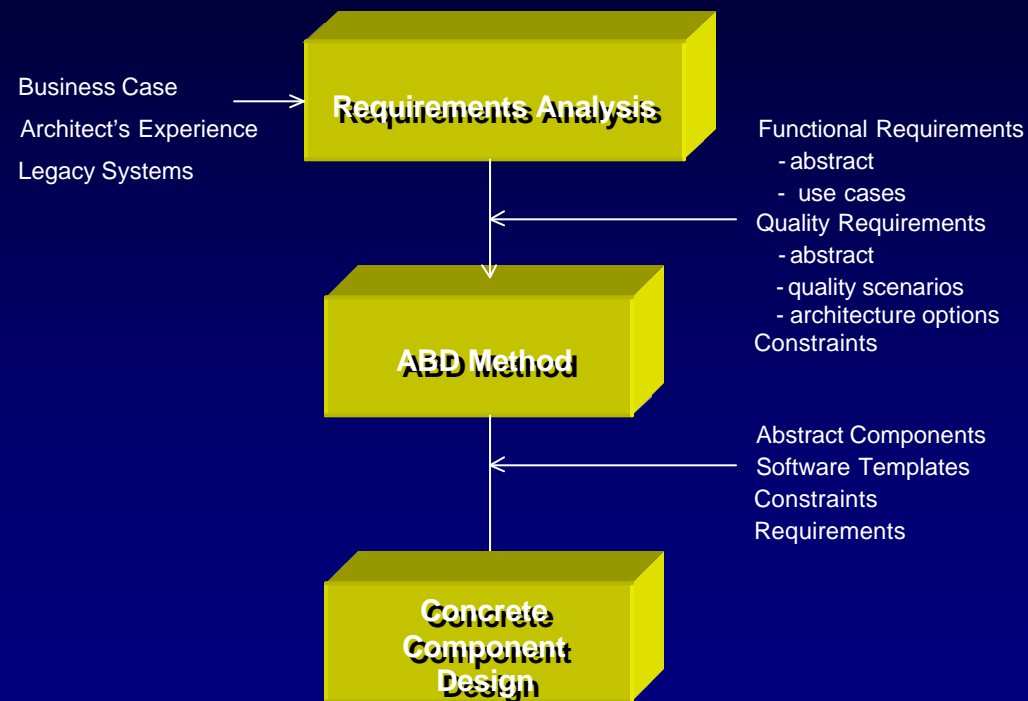 Business Case
Architect's Experience
Legacy Systems
Requirements Analysis
Functional Requirements
- abstract
- use cases
Quality Requirements
- abstract
- quality scenarios
- architecture options
Constraints
ABD Method
Abstract Components
Software Templates
Constraints
Requirements
Concrete
Component
Design